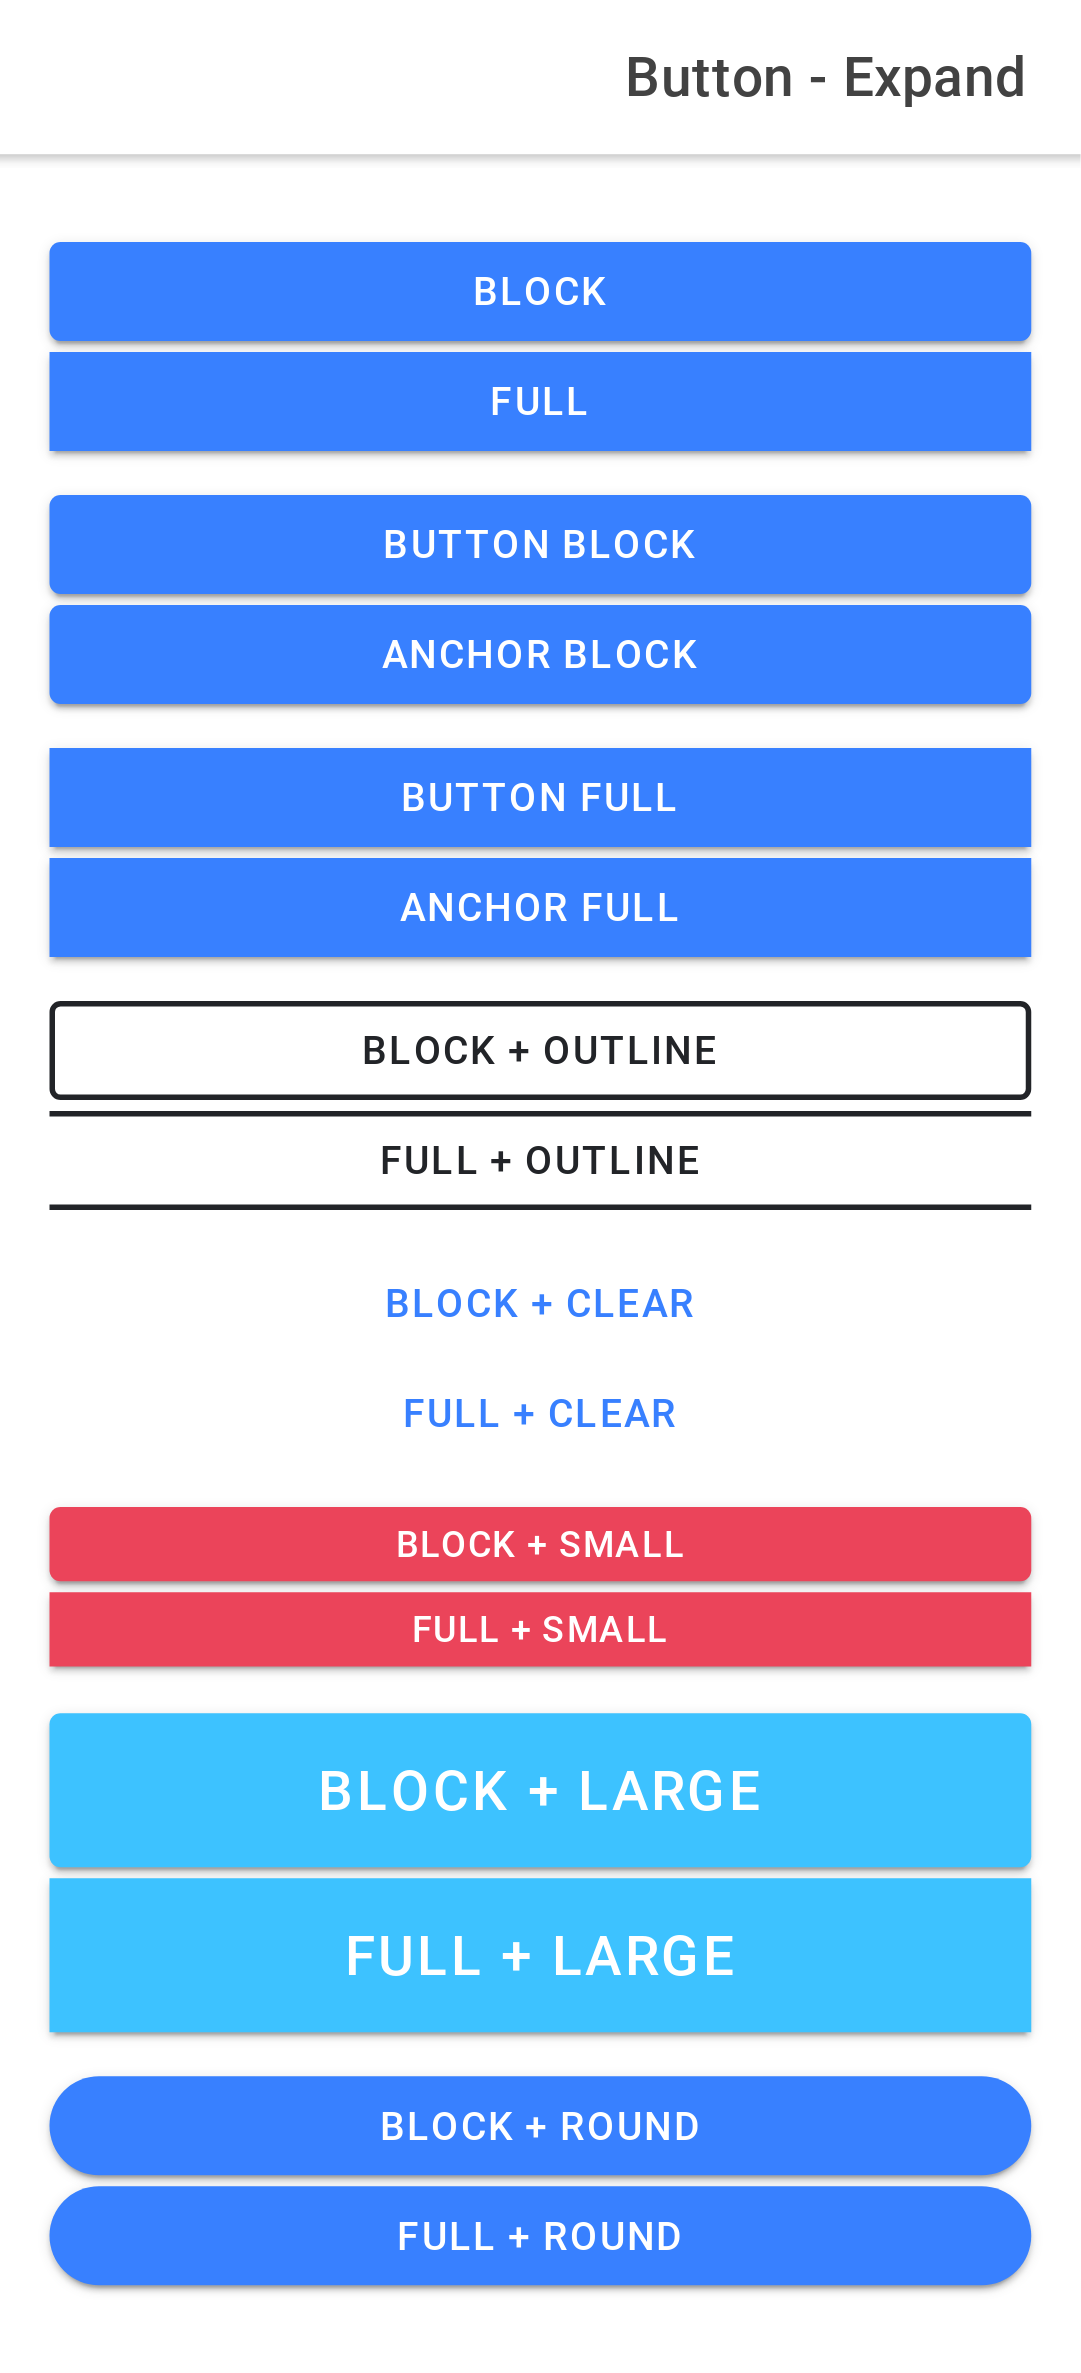 Button - Expand
BLOCK
FULL
BUTTON BLOCK
ANCHOR BLOCK
BUTTON FULL
ANCHOR FULL
BLOCK + OUTLINE
FULL + OUTLINE
BLOCK + CLEAR
FULL + CLEAR
BLOCK + SMALL
FULL + SMALL
BLOCK + LARGE
FULL + LARGE
BLOCK + ROUND
FULL + ROUND